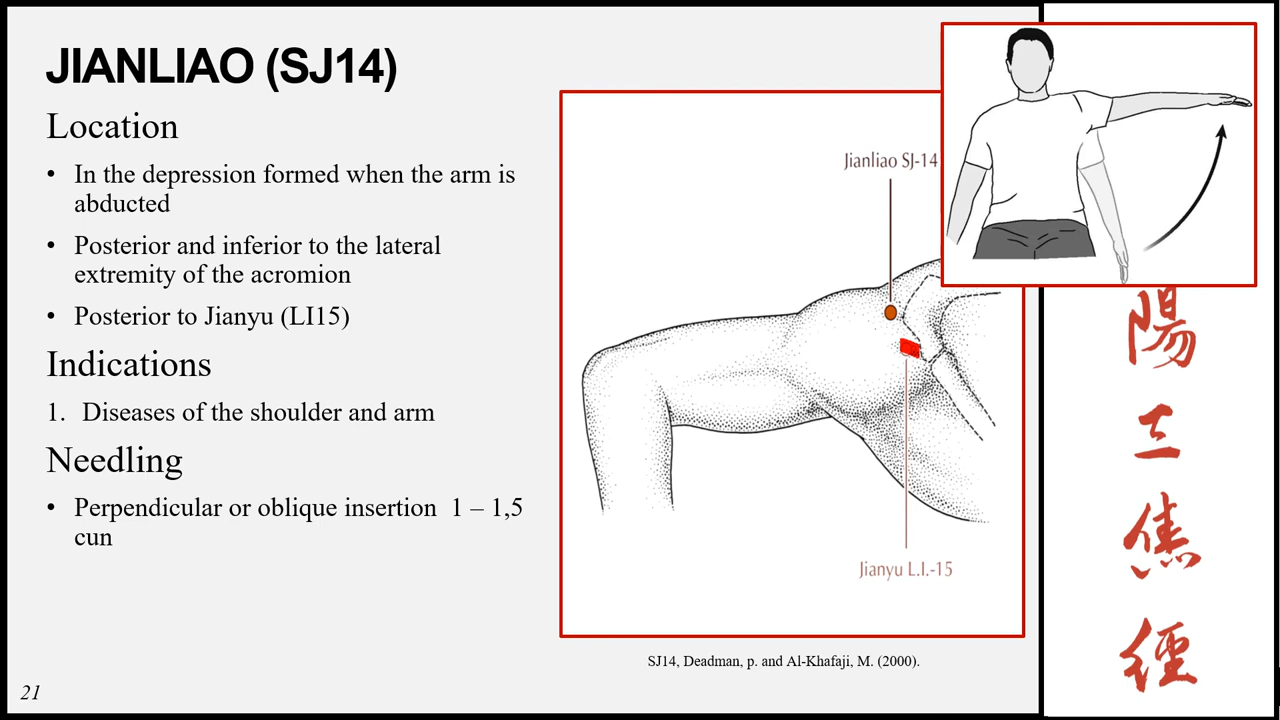 JIANLIAO (SJ14)
Location
• In the depression formed when the arm is
abducted
• Posterior and inferior to the lateral
extremity of the acromion
• Posterior to Jianyu (LI15)
Indications
1. Diseases of the shoulder and arm
Needling
• Perpendicular or oblique insertion 1 – 1,5
cun
Jianliao SJ-14
Jianyu L.I.-15
SJ14, Deadman, p. and Al-Khafaji, M. (2000).
21
陽
三
焦
經